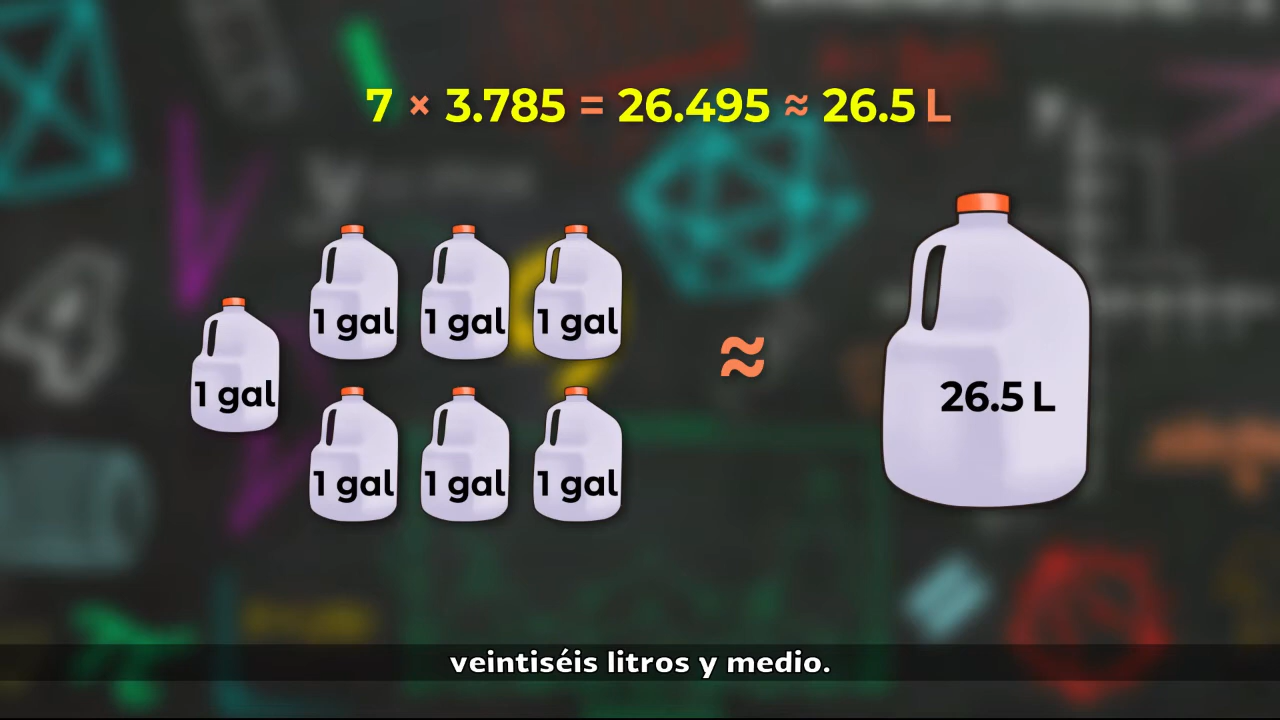 7 × 3.785 = 26.495 ≈ 26.5 L
1 gal 1 gal 1 gal
1 gal
≈
26.5 L
1 gal 1 gal 1 gal
veintiséis litros y medio.